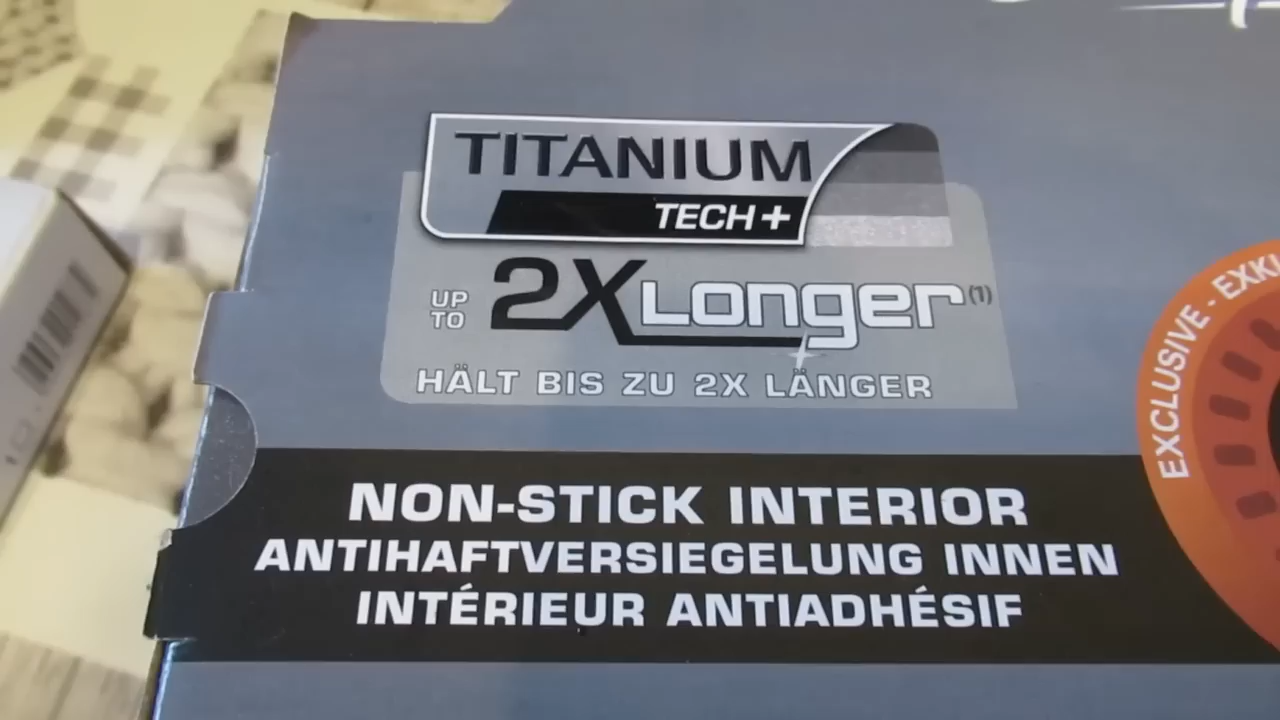 TITANIUM
TECH+
UP TO 2X Longer(1)
HÄLT BIS ZU 2X LÄNGER
EXCLUSIVE -
NON-STICK INTERIOR
ANTIHAFTVERSIEGELUNG INNEN
INTÉRIEUR ANTIADHÉSIF